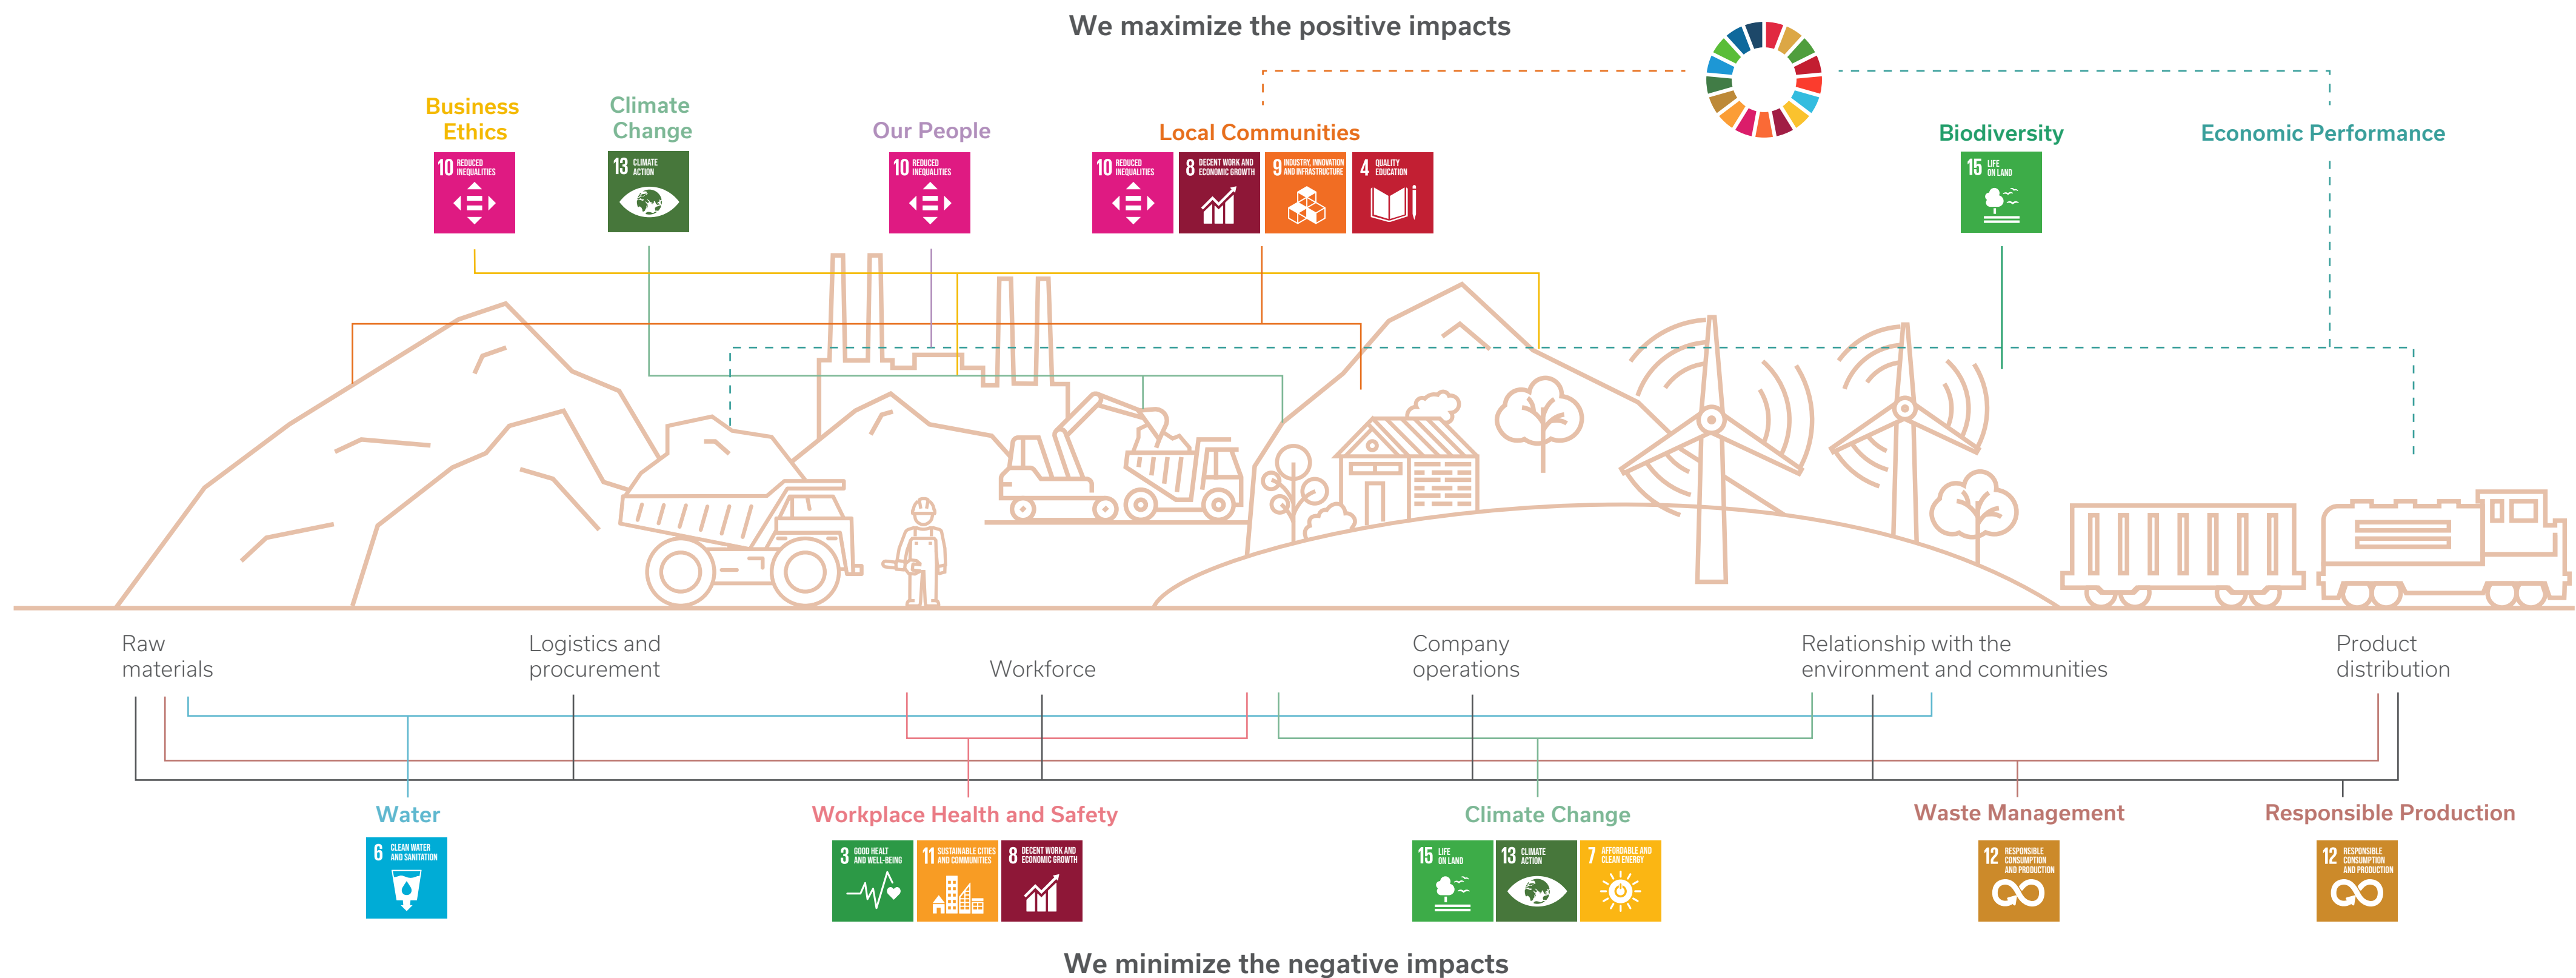 We maximize the positive impacts
Business
Ethics
10 REDUCED
INEQUALITIES
Climate
Change
13 CLIMATE
ACTION
Our People
10 REDUCED
INEQUALITIES
Local Communities
10 REDUCED
INEQUALITIES
8 DECENT WORK AND
ECONOMIC GROWTH
9 INDUSTRY, INNOVATION
AND INFRASTRUCTURE
4 QUALITY
EDUCATION
Biodiversity
15 LIFE
ON LAND
Economic Performance
Raw
materials
Logistics and
procurement
Workforce
Company
operations
Relationship with the
environment and communities
Product
distribution
Water
6 CLEAN WATER
AND SANITATION
Workplace Health and Safety
3 GOOD HEALT
AND WELL-BEING
11 SUSTAINABLE CITIES
AND COMMUNITIES
8 DECENT WORK AND
ECONOMIC GROWTH
Climate Change
15 LIFE
ON LAND
13 CLIMATE
ACTION
7 AFFORDABLE AND
CLEAN ENERGY
Waste Management
12 RESPONSIBLE
CONSUMPTION
AND PRODUCTION
Responsible Production
12 RESPONSIBLE
CONSUMPTION
AND PRODUCTION
We minimize the negative impacts